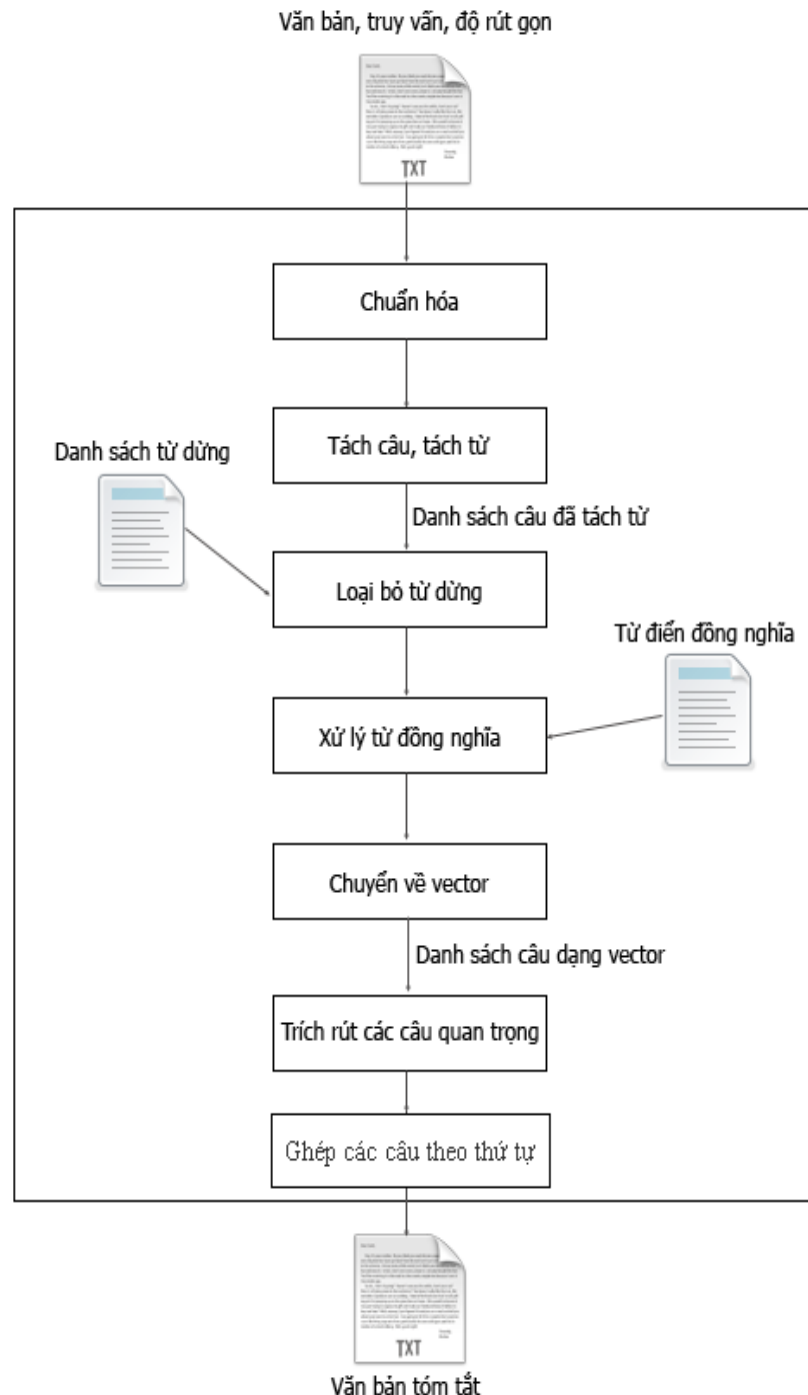 Văn bản, truy vấn, độ rút gọn
TXT
Chuẩn hóa
Tách câu, tách từ
Danh sách từ dừng
Danh sách câu đã tách từ
Loại bỏ từ dừng
Từ điển đồng nghĩa
Xử lý từ đồng nghĩa
Chuyển về vector
Danh sách câu dạng vector
Trích rút các câu quan trọng
Ghép các câu theo thứ tự
TXT
Văn bản tóm tắt